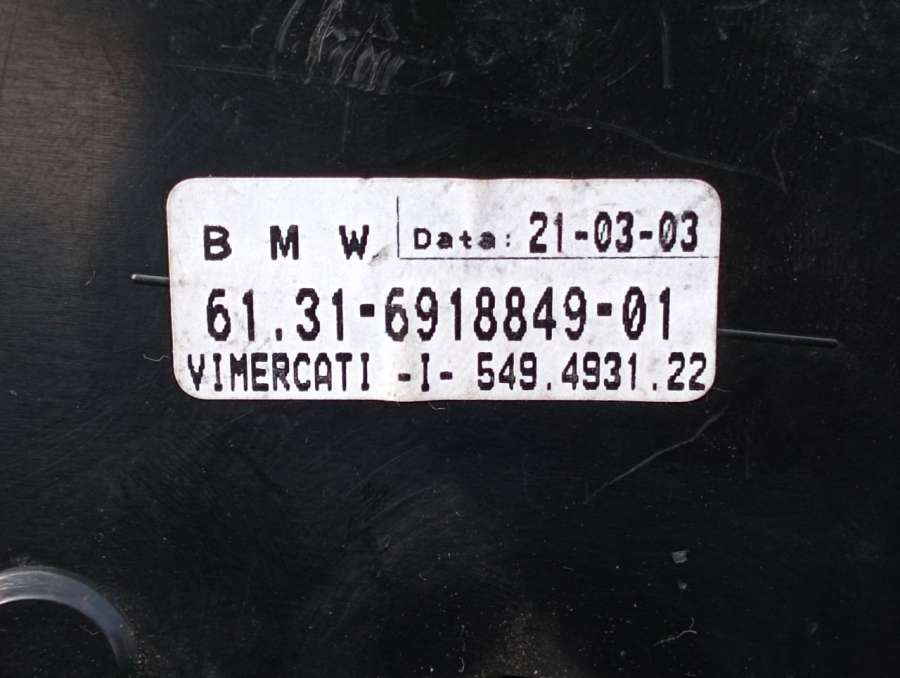 B M W Data: 21-03-03
61.31-6918849-01
VIMERCATI -I- 549.4931.22